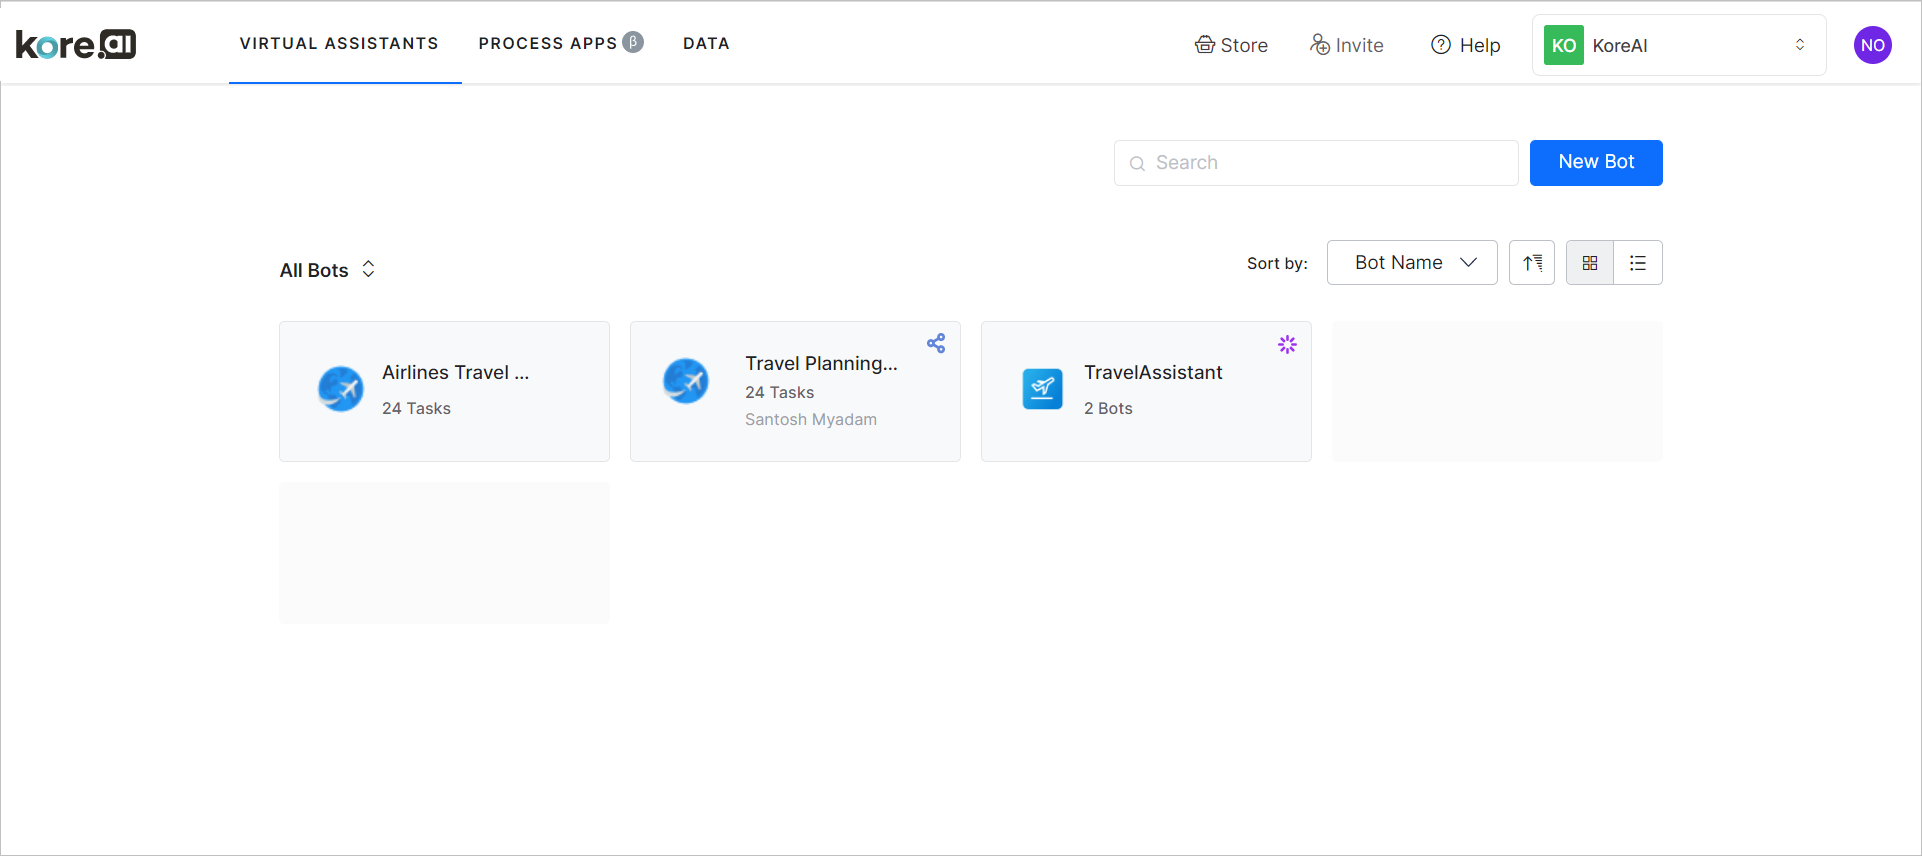 kore.ai VIRTUAL ASSISTANTS PROCESS APPS β DATA Store Invite ? Help KO KoreAI NO
Search New Bot
All Bots Sort by: Bot Name
Airlines Travel ...
24 Tasks
Travel Planning...
24 Tasks
Santosh Myadam
TravelAssistant
2 Bots